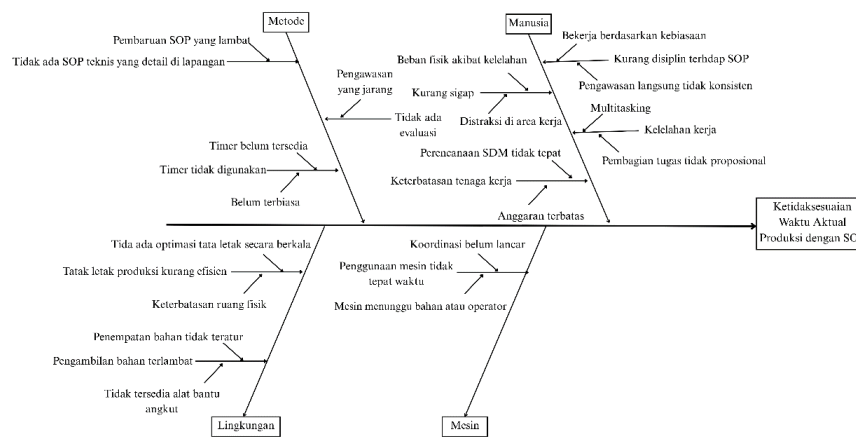 Metode
Manusia
Pembaruan SOP yang lambat
Tidak ada SOP teknis yang detail di lapangan
Pengawasan
yang jarang
Tidak ada
evaluasi
Timer belum tersedia
Timer tidak digunakan
Belum terbiasa
Bekerja berdasarkan kebiasaan
Kurang disiplin terhdap SOP
Pengawasan langsung tidak konsisten
Beban fisik akibat kelelahan
Kurang sigap
Distraksi di area kerja
Multitasking
Kelelahan kerja
Pembagian tugas tidak proposional
Perencanaan SDM tidak tepat
Keterbatasan tenaga kerja
Anggaran terbatas
Ketidaksesuaian
Waktu Aktual
Produksi dengan SO
Tida ada optimasi tata letak secara berkala
Tatak letak produksi kurang efisien
Keterbatasan ruang fisik
Penempatan bahan tidak teratur
Pengambilan bahan terlambat
Tidak tersedia alat bantu
angkut
Koordinasi belum lancar
Penggunaan mesin tidak
tepat waktu
Mesin menunggu bahan atau operator
Lingkungan
Mesin